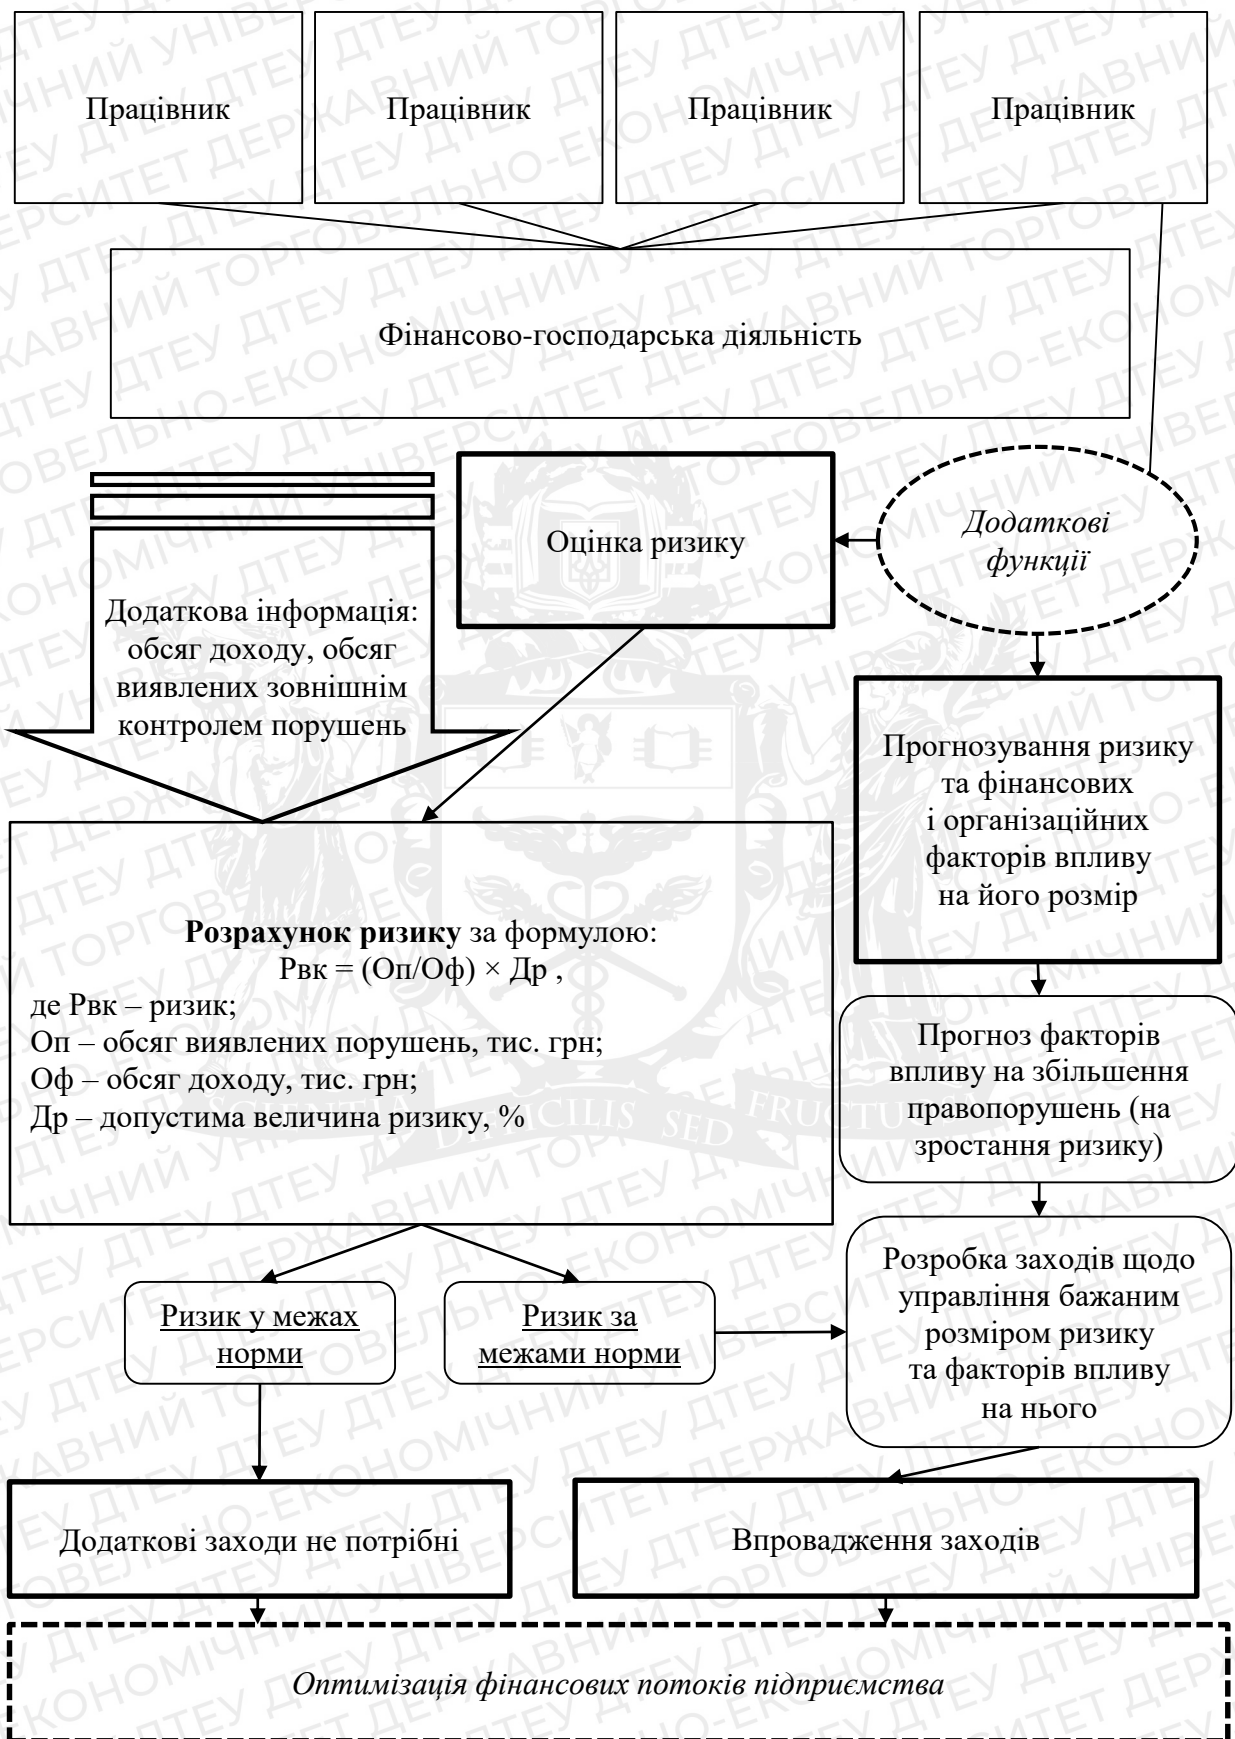 Працівник
Працівник
Працівник
Працівник
Фінансово-господарська діяльність
Оцінка ризику
Додаткові
функції
Додаткова інформація:
обсяг доходу, обсяг
виявлених зовнішнім
контролем порушень
Прогнозування ризику
та фінансових
і організаційних
факторів впливу
на його розмір
Розрахунок ризику за формулою:
Рвк = (Оп/Оф) × Др ,
де Рвк – ризик;
Оп – обсяг виявлених порушень, тис. грн;
Оф – обсяг доходу, тис. грн;
Др – допустима величина ризику, %
Прогноз факторів
впливу на збільшення
правопорушень (на
зростання ризику)
Ризик у межах
норми
Ризик за
межами норми
Розробка заходів щодо
управління бажаним
розміром ризику
та факторів впливу
на нього
Додаткові заходи не потрібні
Впровадження заходів
Оптимізація фінансових потоків підприємства